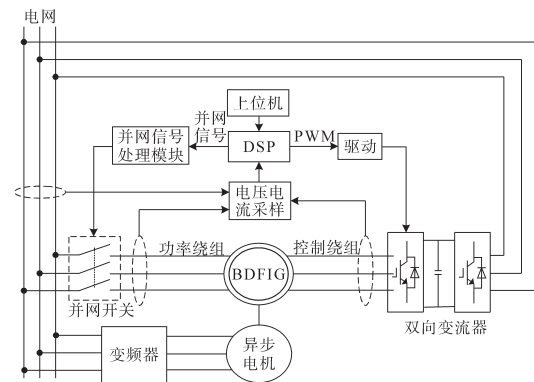 电网
上位机
并网
信号
并网信号
处理模块
DSP
PWM
驱动
电压电
流采样
功率绕组
控制绕组
BDFIG
并网开关
双向变流器
变频器
异步
电机